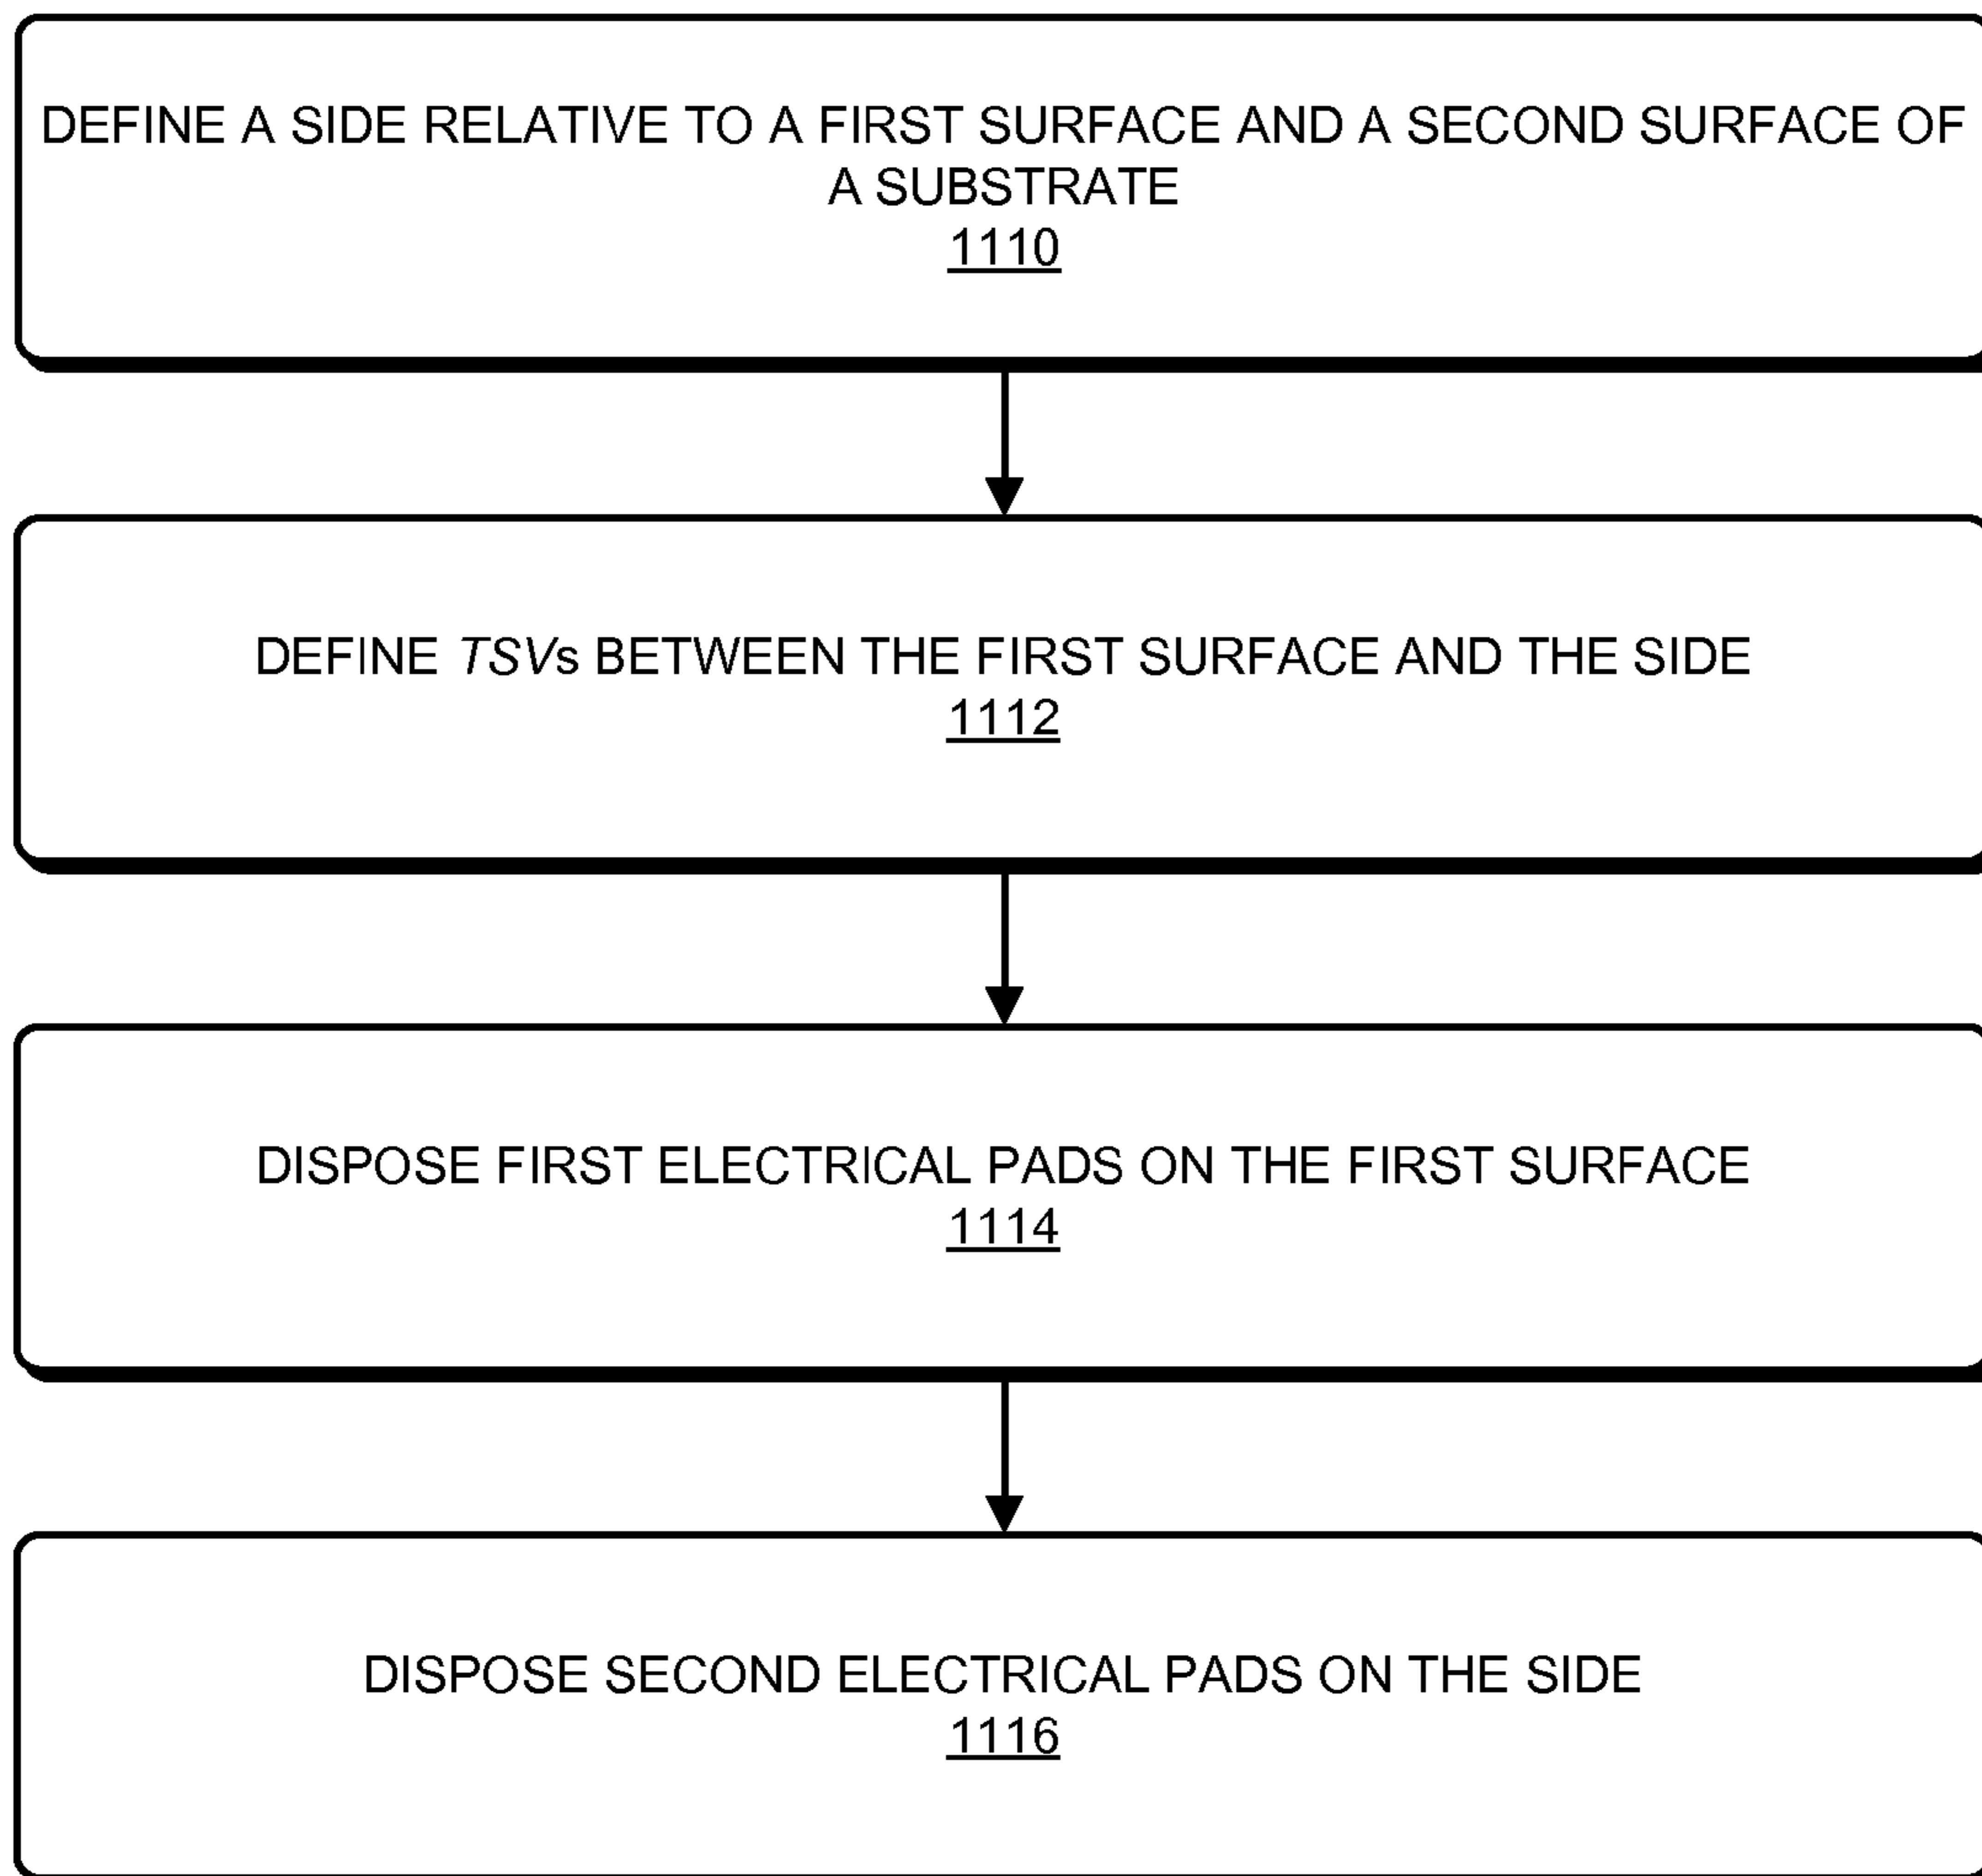 DEFINE A SIDE RELATIVE TO A FIRST SURFACE AND A SECOND SURFACE OF
A SUBSTRATE
1110
DEFINE TSVs BETWEEN THE FIRST SURFACE AND THE SIDE
1112
DISPOSE FIRST ELECTRICAL PADS ON THE FIRST SURFACE
1114
DISPOSE SECOND ELECTRICAL PADS ON THE SIDE
1116